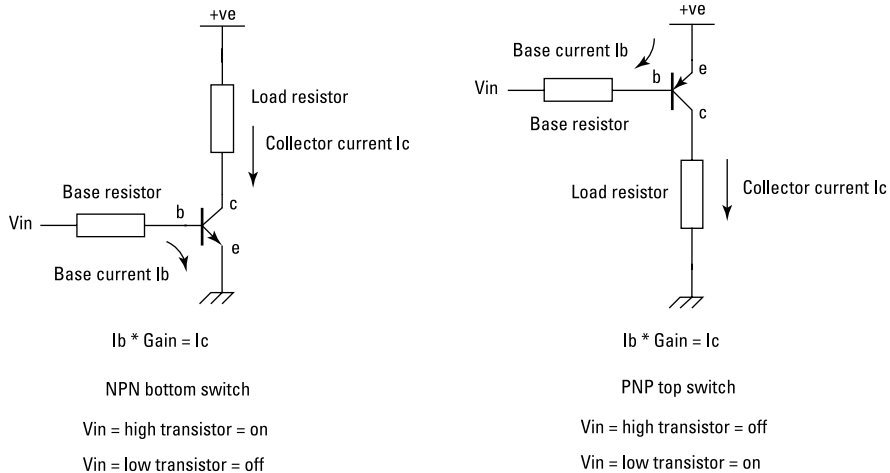 +ve
Load resistor
Collector current Ic
Base resistor
c
b
Vin
e
Base current Ib
Ib * Gain = Ic
NPN bottom switch
Vin = high transistor = on
Vin = low transistor = off
+ve
Base current Ib
e
b
Vin
c
Base resistor
Load resistor
Collector current Ic
Ib * Gain = Ic
PNP top switch
Vin = high transistor = off
Vin = low transistor = on